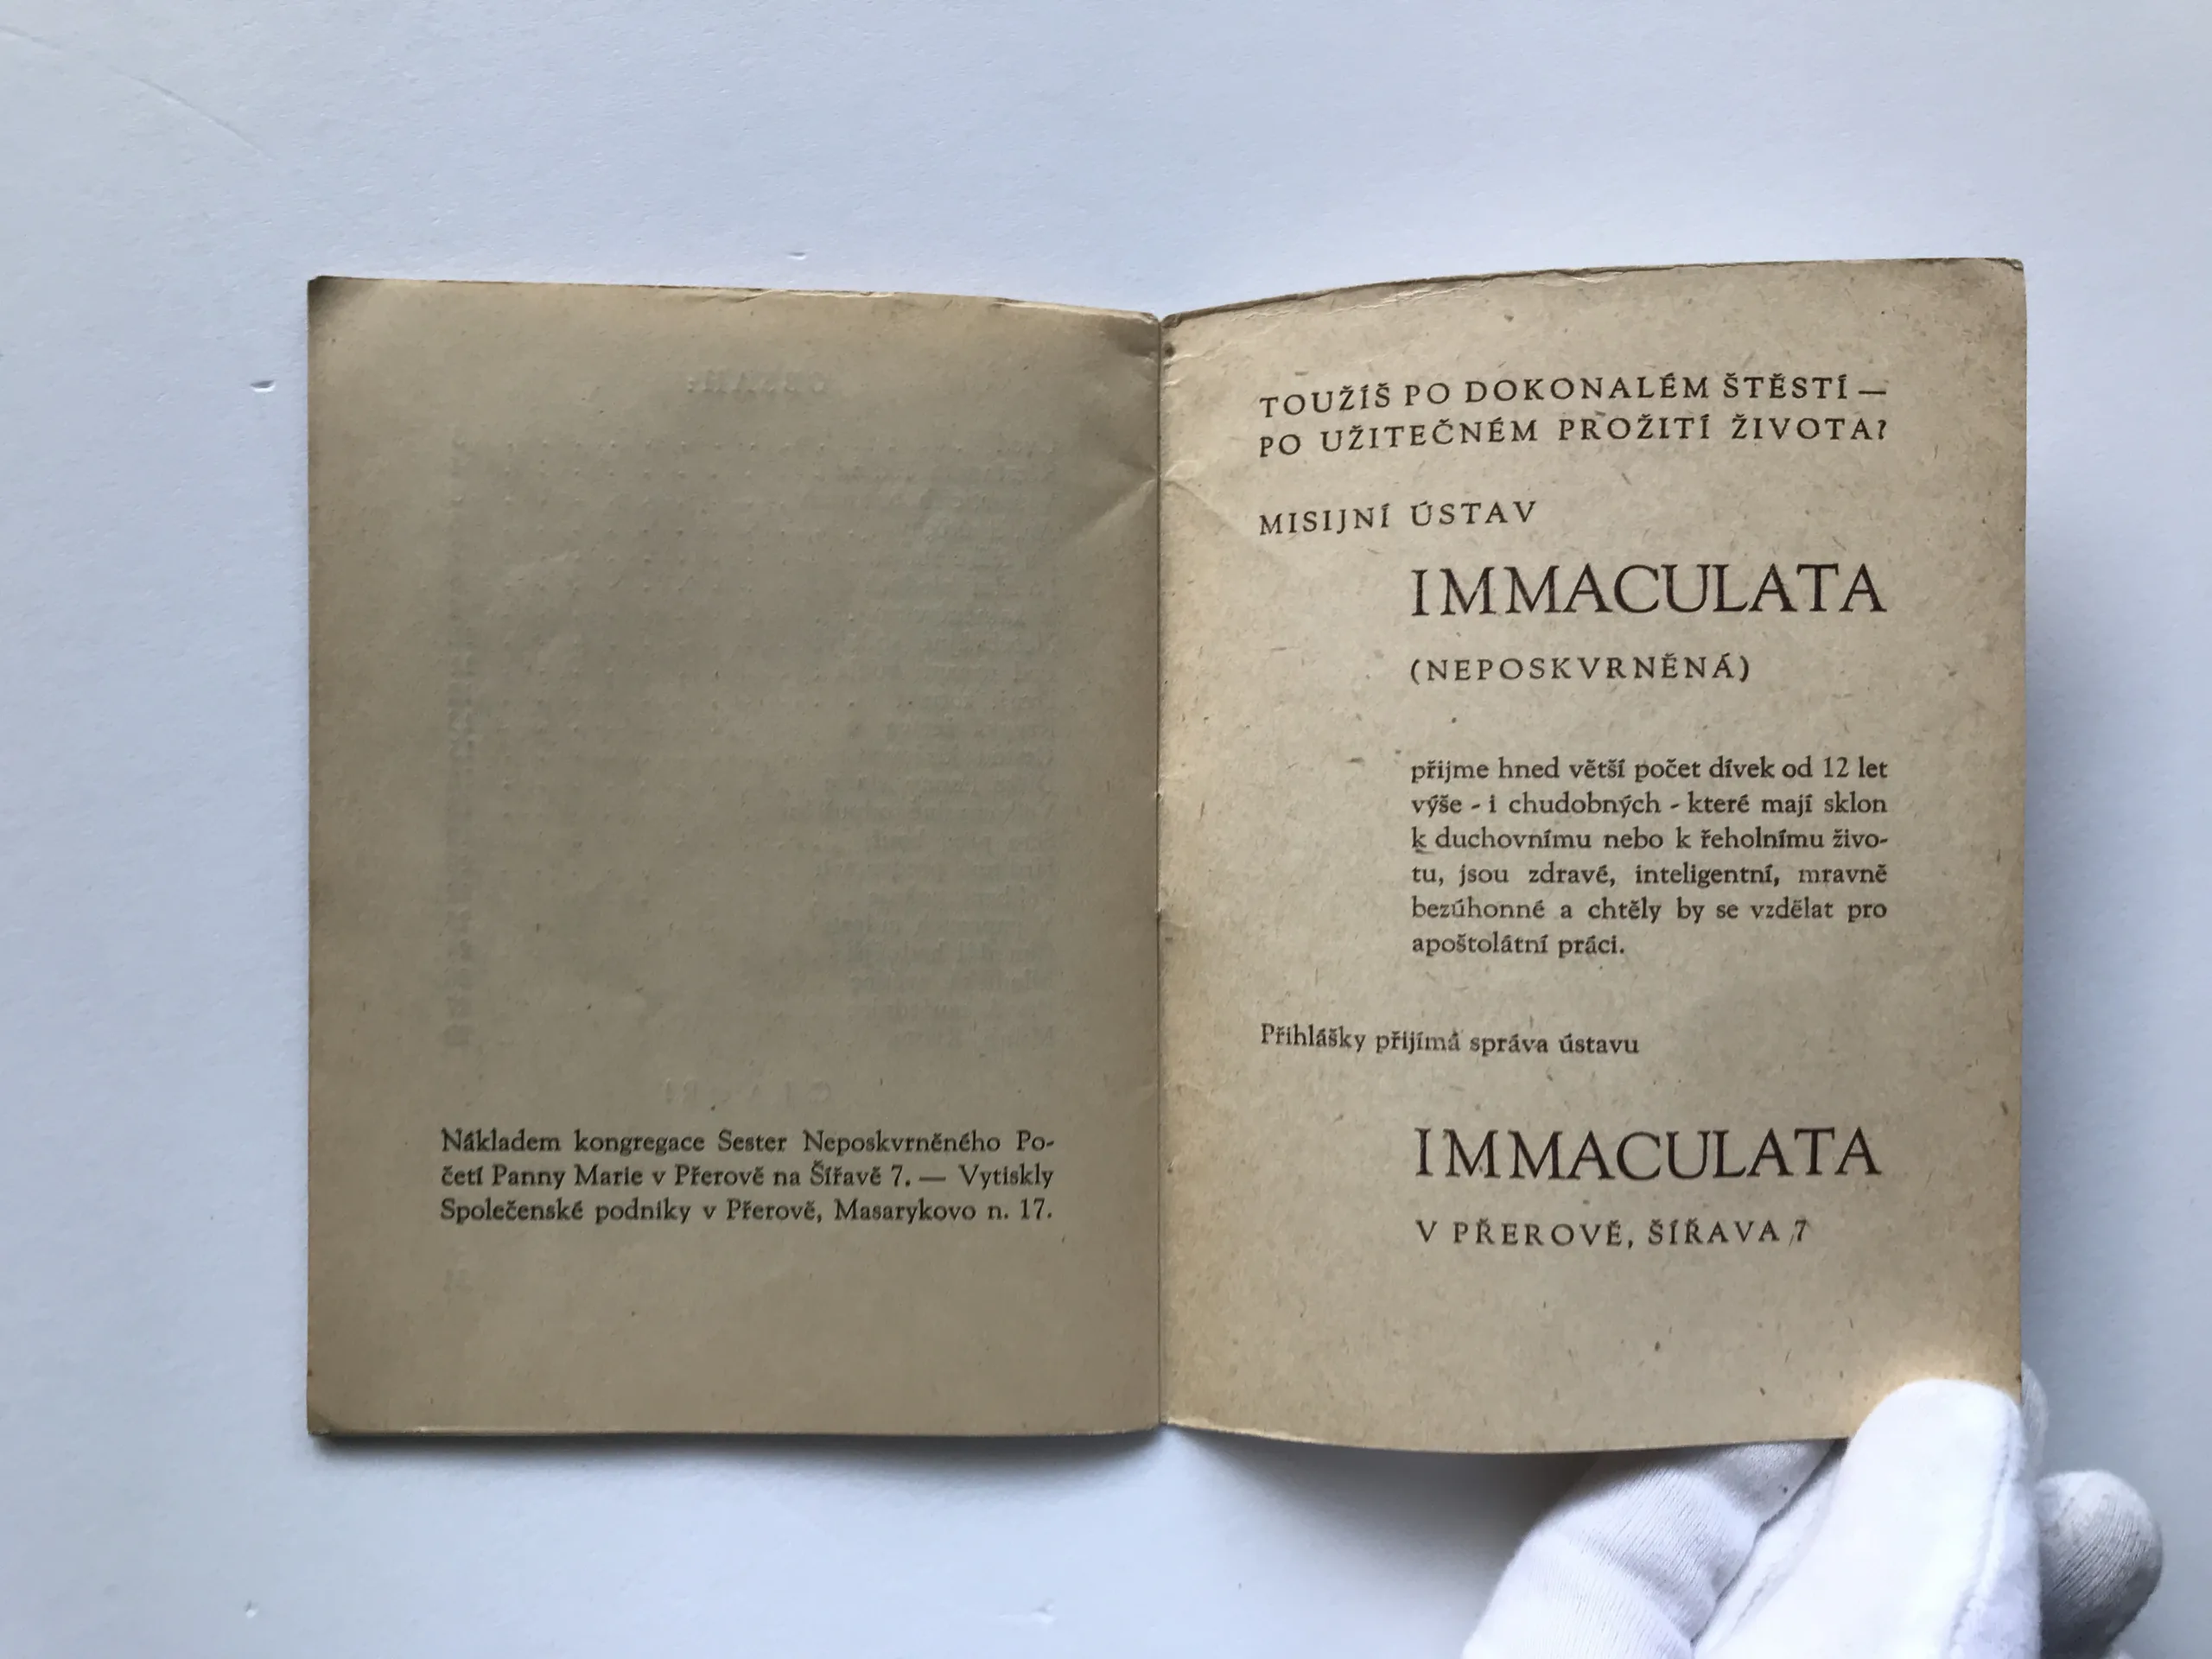 Nákladem kongregace Sester Neposkvrněného Po-
četí Panny Marie v Přerově na Šířavě 7. — Vytiskly
Společenské podniky v Přerově, Masarykovo n. 17.
TOUŽÍŠ PO DOKONALÉM ŠTĚSTÍ —
PO UŽITEČNÉM PROŽITÍ ŽIVOTA?
MISIJNÍ ÚSTAV
IMMACULATA
(NEPOSKVRNĚNÁ)
přijme hned větší počet dívek od 12 let
výše - i chudobných - které mají sklon
k duchovnímu nebo k řeholnímu živo-
tu, jsou zdravé, inteligentní, mravně
bezúhonné a chtěly by se vzdělat pro
apoštolátní práci.
Přihlášky přijímá správa ústavu
IMMACULATA
V PŘEROVĚ, ŠÍŘAVA 7